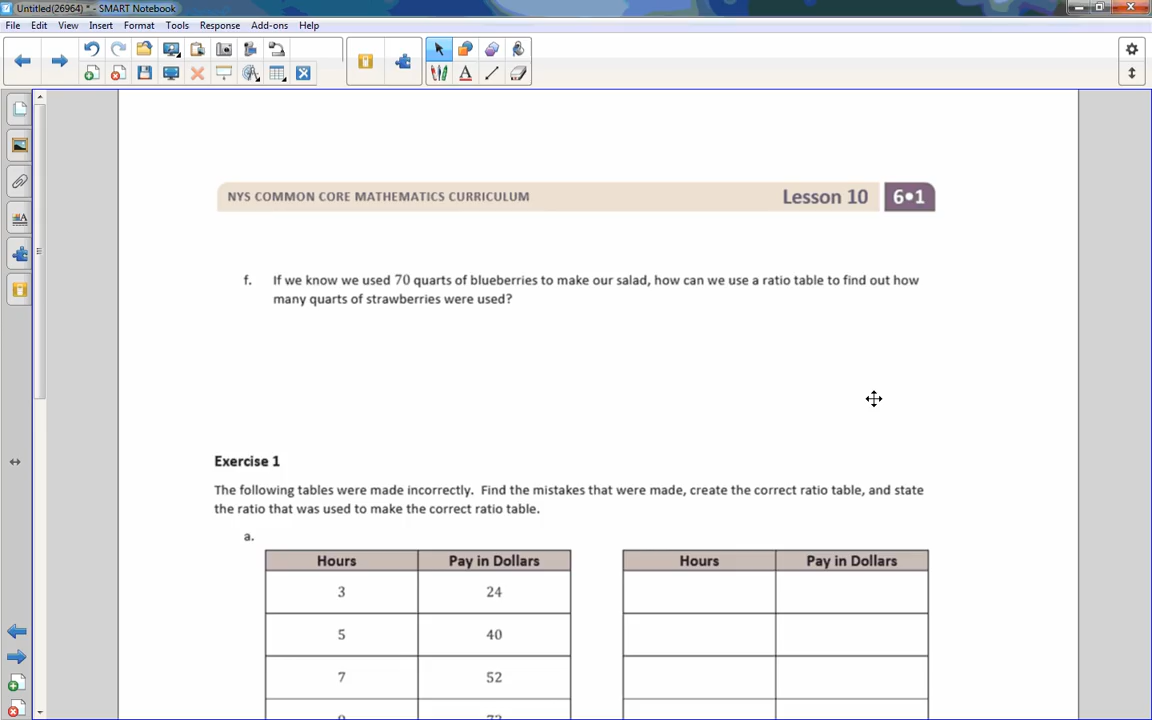 Untitled(26964) * - SMART Notebook
File Edit View Insert Format Tools Response Add-ons Help
NYS COMMON CORE MATHEMATICS CURRICULUM Lesson 10 6•1
f. If we know we used 70 quarts of blueberries to make our salad, how can we use a ratio table to find out how
many quarts of strawberries were used?
Exercise 1
The following tables were made incorrectly. Find the mistakes that were made, create the correct ratio table, and state
the ratio that was used to make the correct ratio table.
a.
Hours Pay in Dollars Hours Pay in Dollars
3 24
5 40
7 52